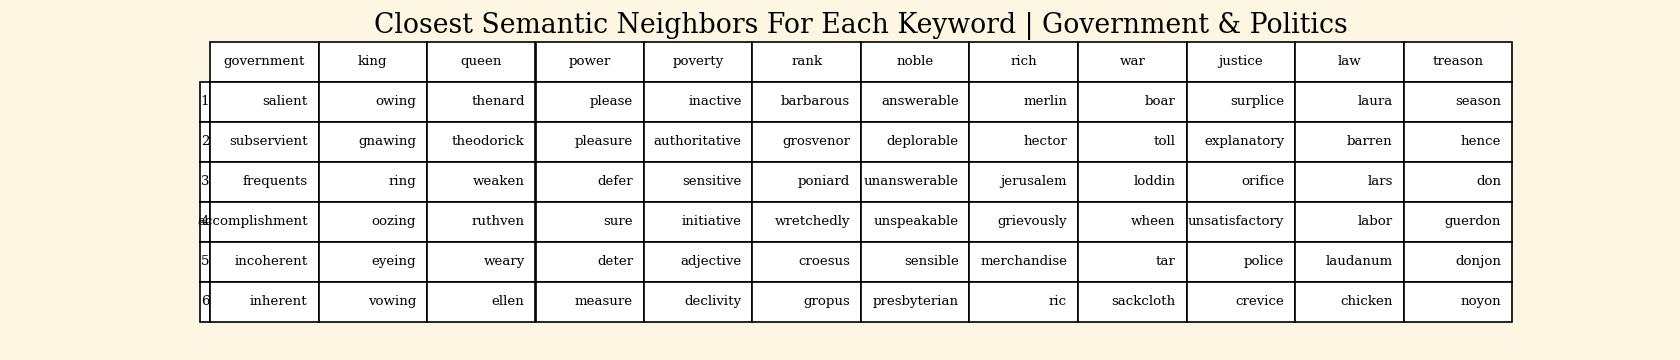 Closest Semantic Neighbors For Each Keyword | Government & Politics
government king queen power poverty rank noble rich war justice law treason
1 salient owing thenard please inactive barbarous answerable merlin boar surplice laura season
2 subservient gnawing theodorick pleasure authoritative grosvenor deplorable hector toll explanatory barren hence
3 frequents ring weaken defer sensitive poniard unanswerable jerusalem loddin orifice lars don
4 accomplishment oozing ruthven sure initiative wretchedly unspeakable grievously wheen unsatisfactory labor guerdon
5 incoherent eyeing weary deter adjective croesus sensible merchandise tar police laudanum donjon
6 inherent vowing ellen measure declivity gropus presbyterian ric sackcloth crevice chicken noyon